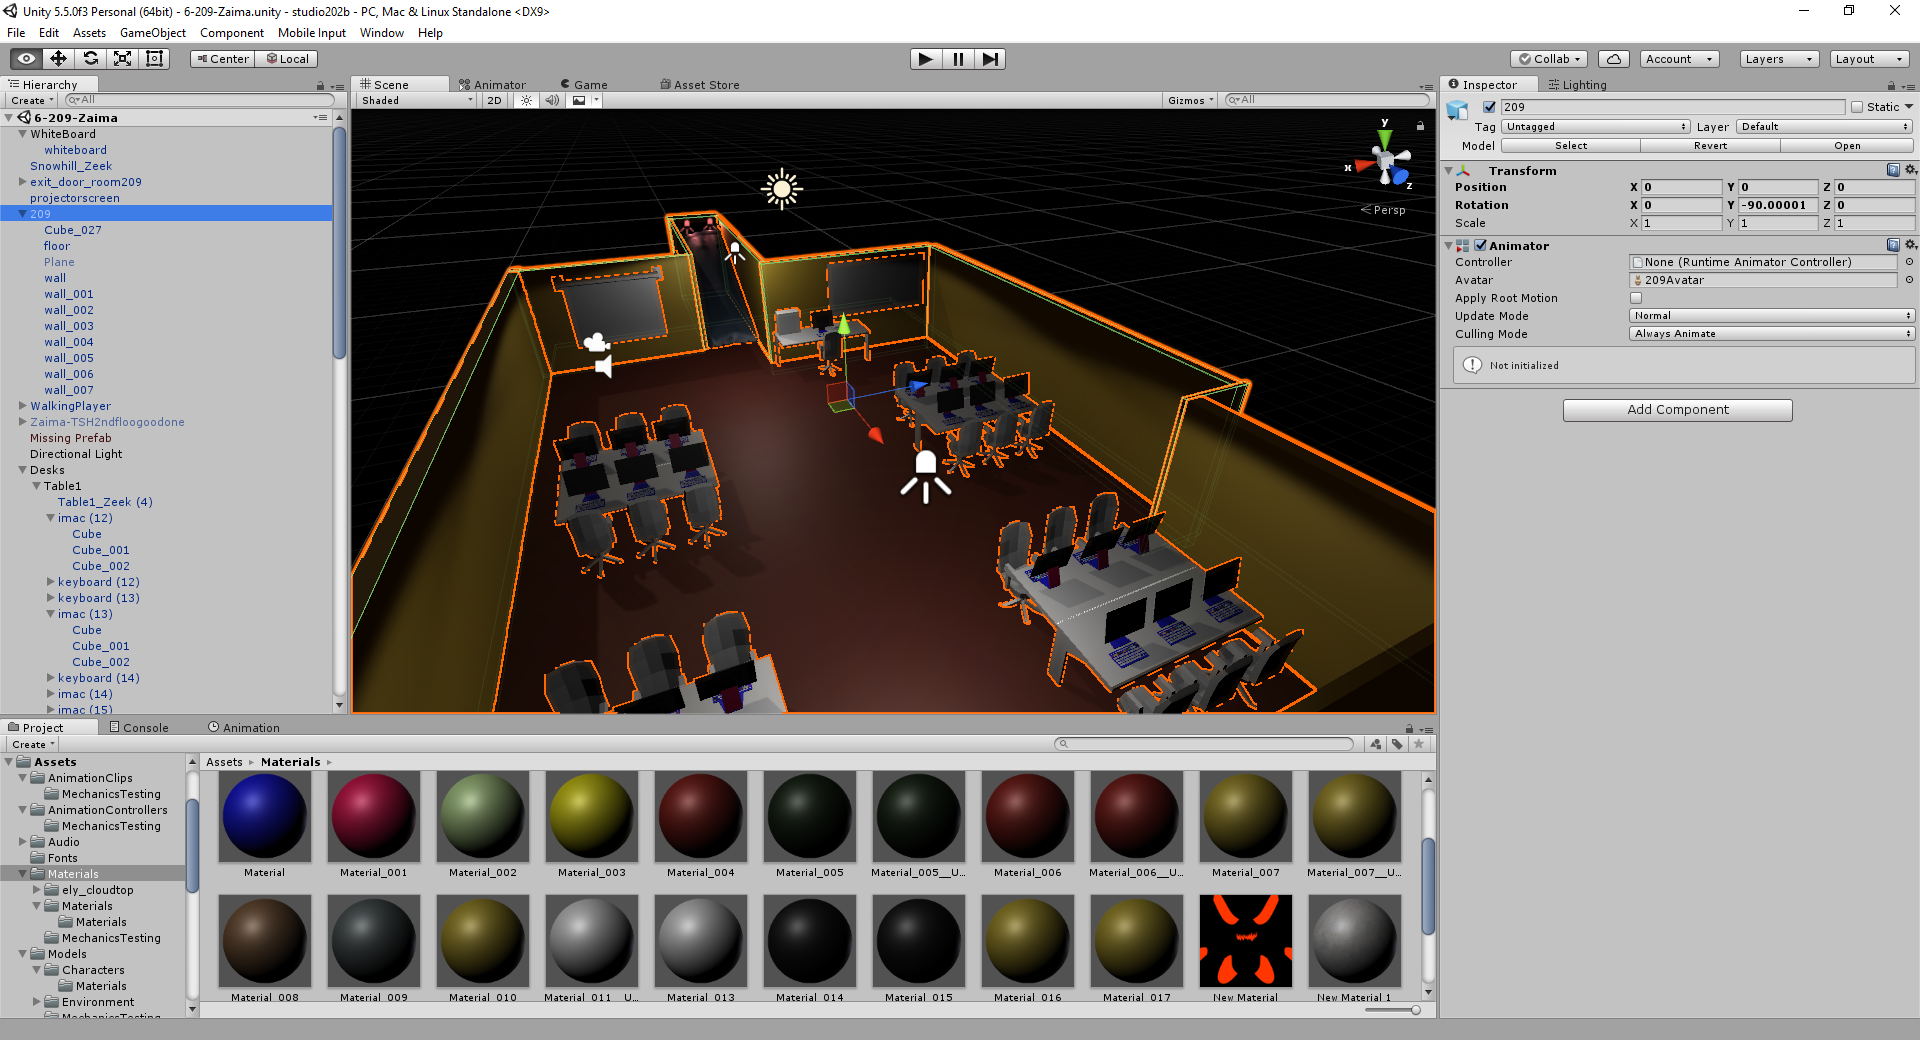 Unity 5.5.0f3 Personal (64bit) - 6-209-Zaima.unity - studio202b - PC, Mac & Linux Standalone <DX9>
File Edit Assets GameObject Component Mobile Input Window Help
Center Local Collab Account Layers Layout
Hierarchy
Create All
6-209-Zaima
WhiteBoard
whiteboard
Snowhill_Zeek
exit_door_room209
projectorscreen
209
Cube_027
floor
Plane
wall
wall_001
wall_002
wall_003
wall_004
wall_005
wall_006
wall_007
WalkingPlayer
Zaima-TSH2ndfloogoodone
Missing Prefab
Directional Light
Desks
Table1
Table1_Zeek (4)
imac (12)
Cube
Cube_001
Cube_002
keyboard (12)
keyboard (13)
imac (13)
Cube
Cube_001
Cube_002
keyboard (14)
imac (14)
imac (15)
Scene Animator Game Asset Store
Shaded 2D Gizmos All
y
x
z
Persp
Inspector Lighting
209 Static
Tag Untagged Layer Default
Model Select Revert Open
Transform
Position X 0 Y 0 Z 0
Rotation X 0 Y -90.00001 Z 0
Scale X 1 Y 1 Z 1
Animator
Controller None (Runtime Animator Controller)
Avatar 209Avatar
Apply Root Motion
Update Mode Normal
Culling Mode Always Animate
Not initialized
Add Component
Project Console Animation
Create
Assets
AnimationClips
MechanicsTesting
AnimationControllers
MechanicsTesting
Audio
Fonts
Materials
ely_cloudtop
Materials
Materials
MechanicsTesting
Models
Characters
Materials
Environment
MechanicsTesting
Assets Materials
Material Material_001 Material_002 Material_003 Material_004 Material_005 Material_005__U... Material_006 Material_006__U... Material_007 Material_007__U...
Material_008 Material_009 Material_010 Material_011__U... Material_013 Material_014 Material_015 Material_016 Material_017 New Material New Material 1